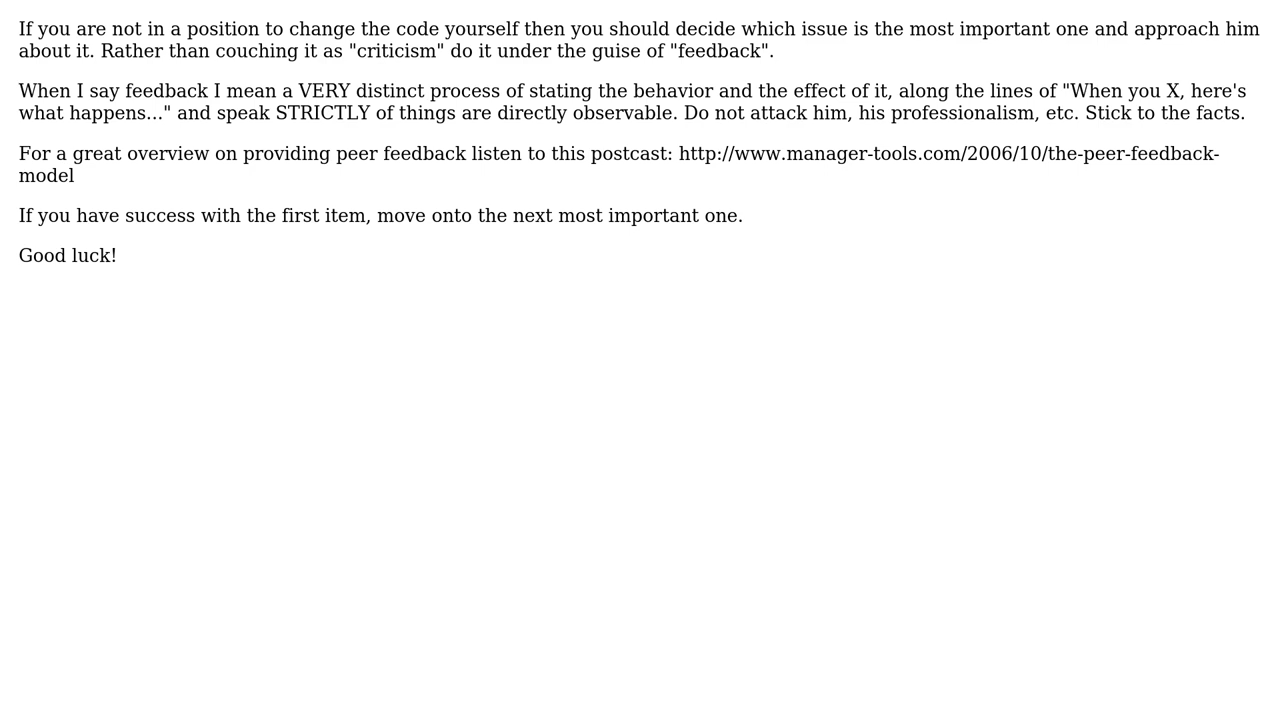 If you are not in a position to change the code yourself then you should decide which issue is the most important one and approach him
about it. Rather than couching it as "criticism" do it under the guise of "feedback".
When I say feedback I mean a VERY distinct process of stating the behavior and the effect of it, along the lines of "When you X, here's
what happens..." and speak STRICTLY of things are directly observable. Do not attack him, his professionalism, etc. Stick to the facts.
For a great overview on providing peer feedback listen to this postcast: http://www.manager-tools.com/2006/10/the-peer-feedback-
model
If you have success with the first item, move onto the next most important one.
Good luck!